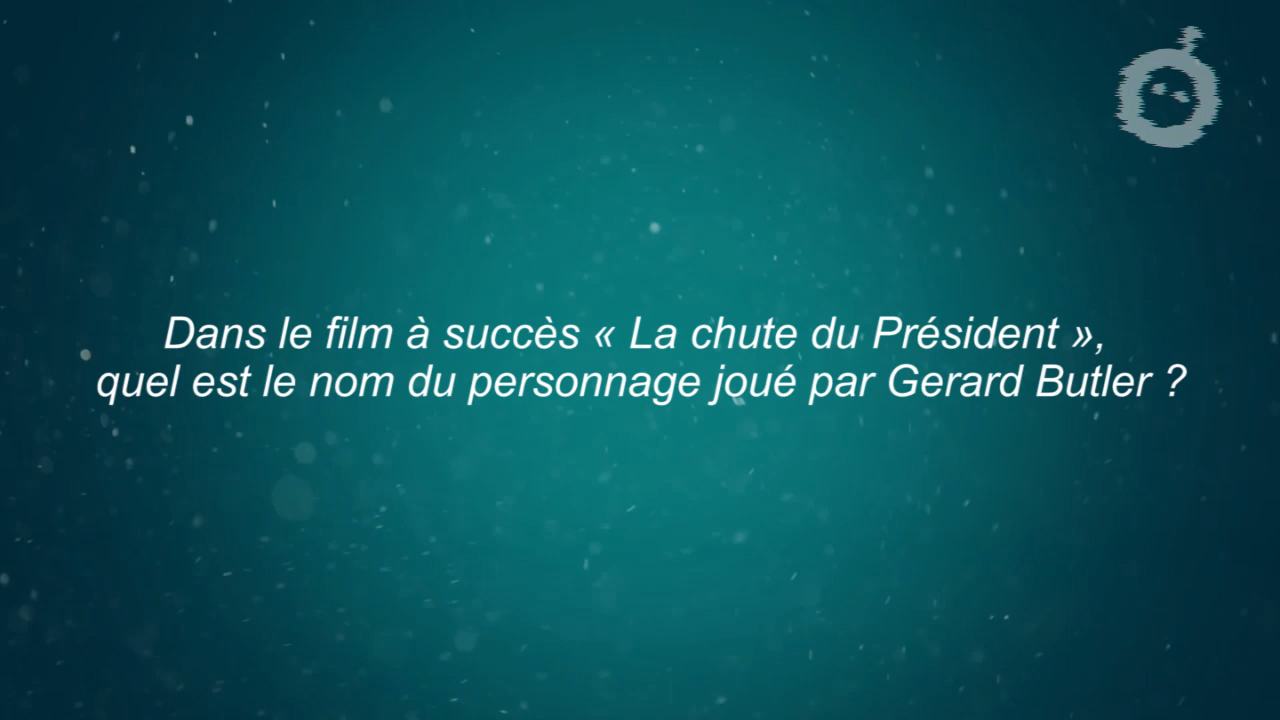 Dans le film à succès « La chute du Président »,
quel est le nom du personnage joué par Gerard Butler ?